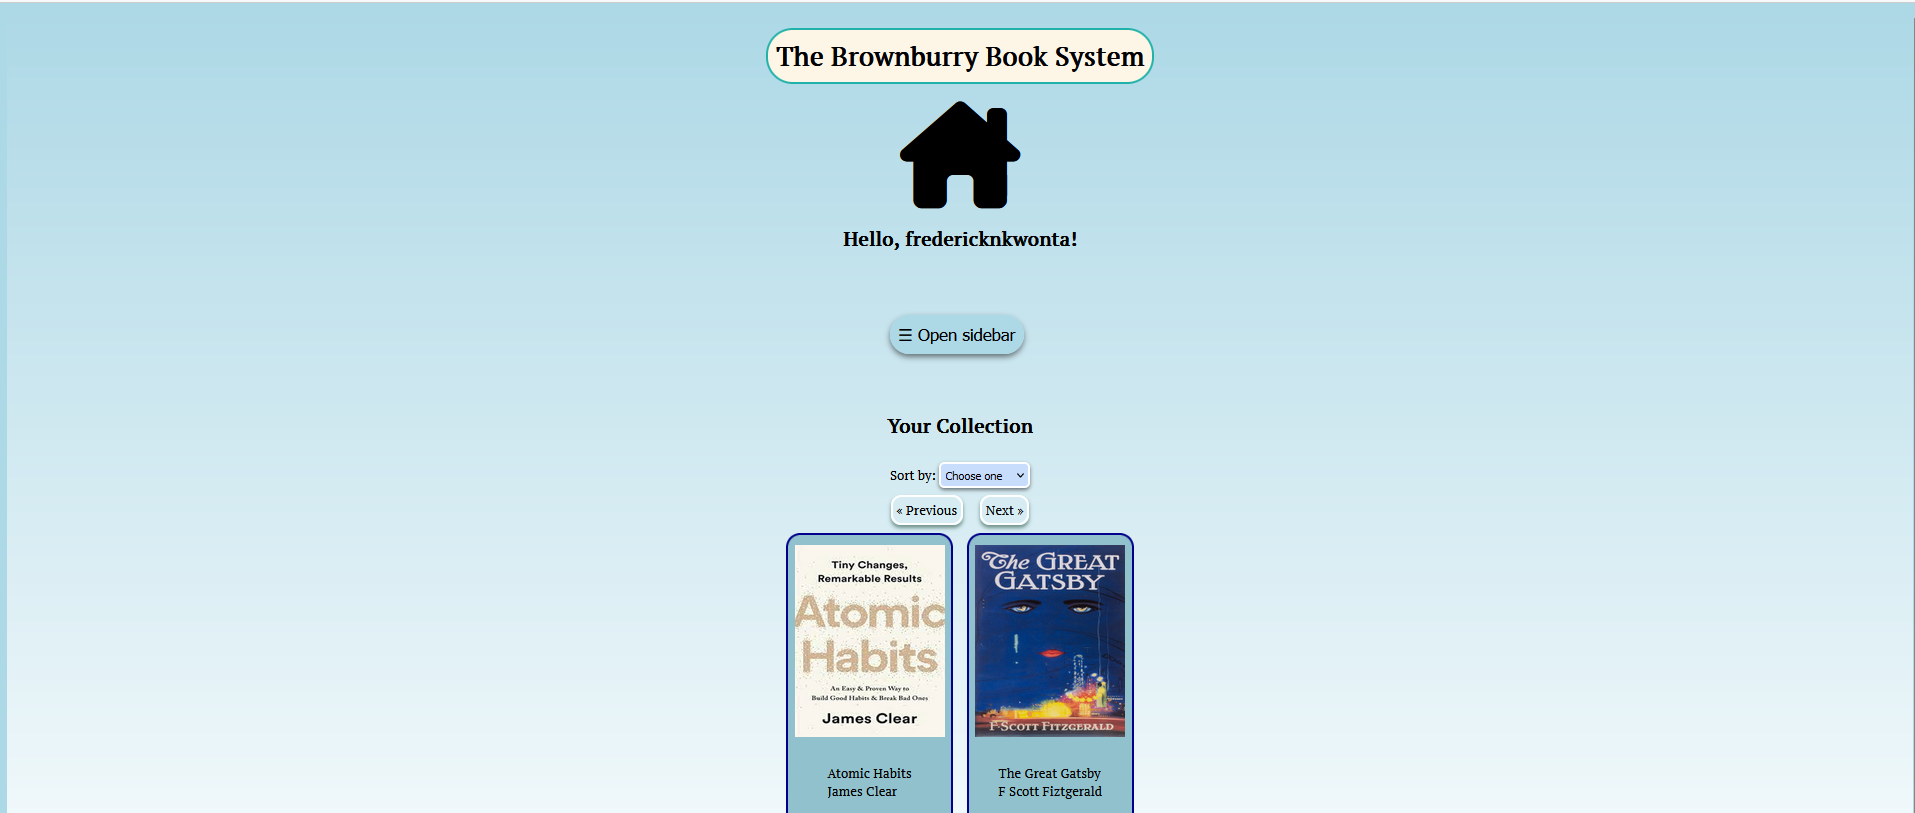 The Brownburry Book System
Hello, fredericknkwonta!
☰ Open sidebar
Your Collection
Sort by: Choose one
« Previous Next »
Tiny Changes,
Remarkable Results
Atomic
Habits
An Easy & Proven Way to
Build Good Habits & Break Bad Ones
James Clear
Atomic Habits
James Clear
The GREAT
GATSBY
F·SCOTT FITZGERALD
The Great Gatsby
F Scott Fiztgerald